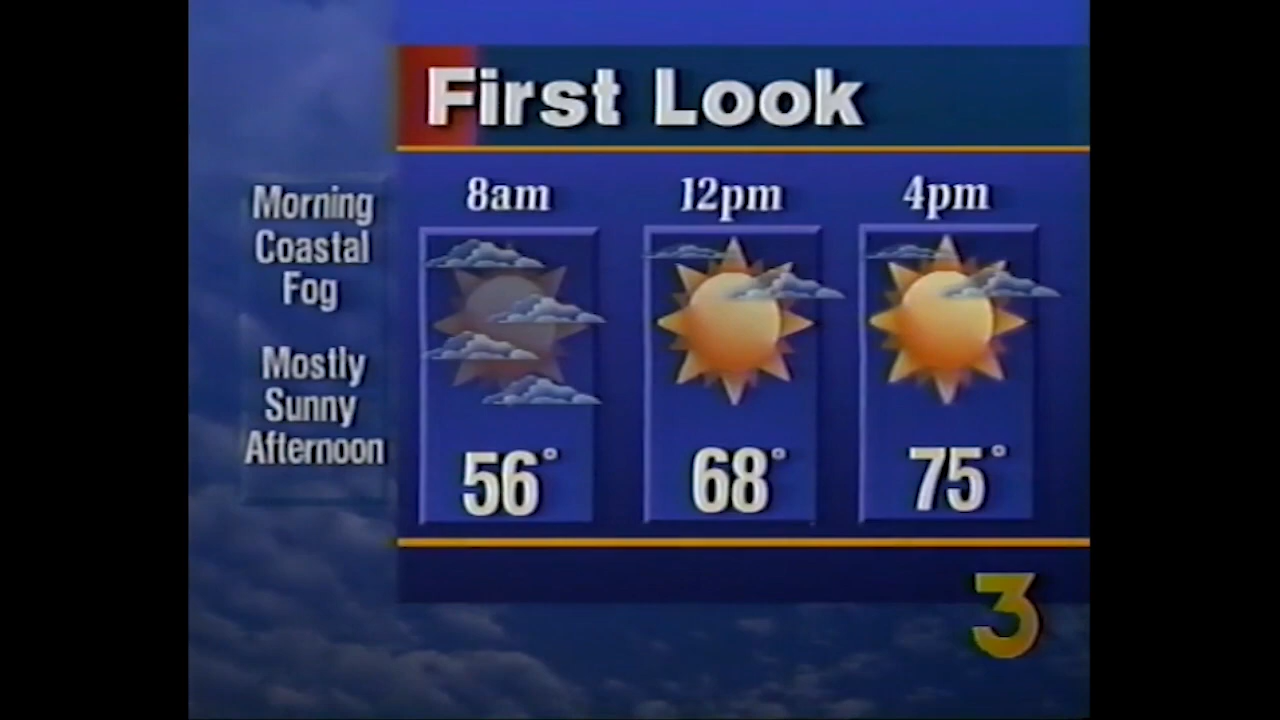 First Look
Morning
Coastal
Fog
Mostly
Sunny
Afternoon
8am 12pm 4pm
56° 68° 75°
3